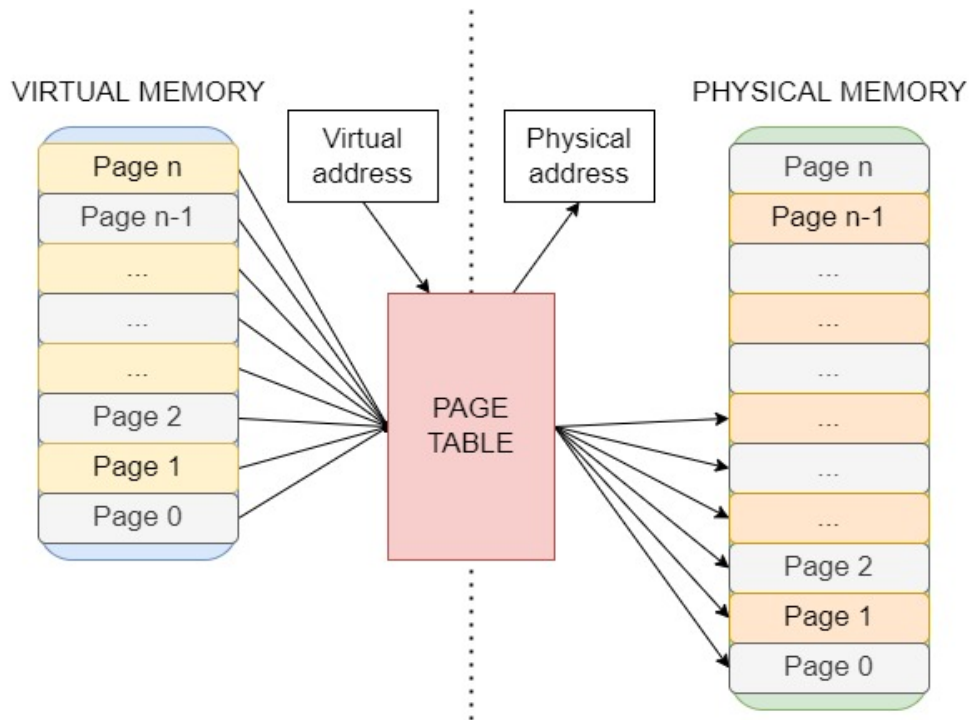 VIRTUAL MEMORY
Page n
Page n-1
...
...
...
Page 2
Page 1
Page 0
Virtual
address
Physical
address
PAGE
TABLE
PHYSICAL MEMORY
Page n
Page n-1
...
...
...
...
...
...
Page 2
Page 1
Page 0